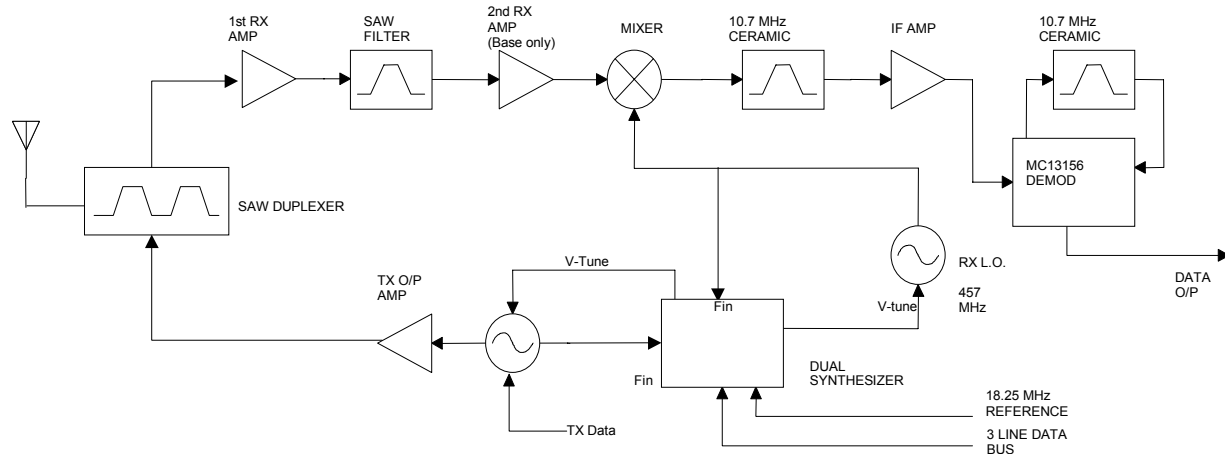 1st RX
AMP
SAW
FILTER
2nd RX
AMP
(Base only)
MIXER
10.7 MHz
CERAMIC
IF AMP
10.7 MHz
CERAMIC
MC13156
DEMOD
SAW DUPLEXER
DATA
O/P
RX L.O.
457
MHz
V-Tune
V-tune
TX O/P
AMP
Fin
Fin
DUAL
SYNTHESIZER
18.25 MHz
REFERENCE
TX Data
3 LINE DATA
BUS